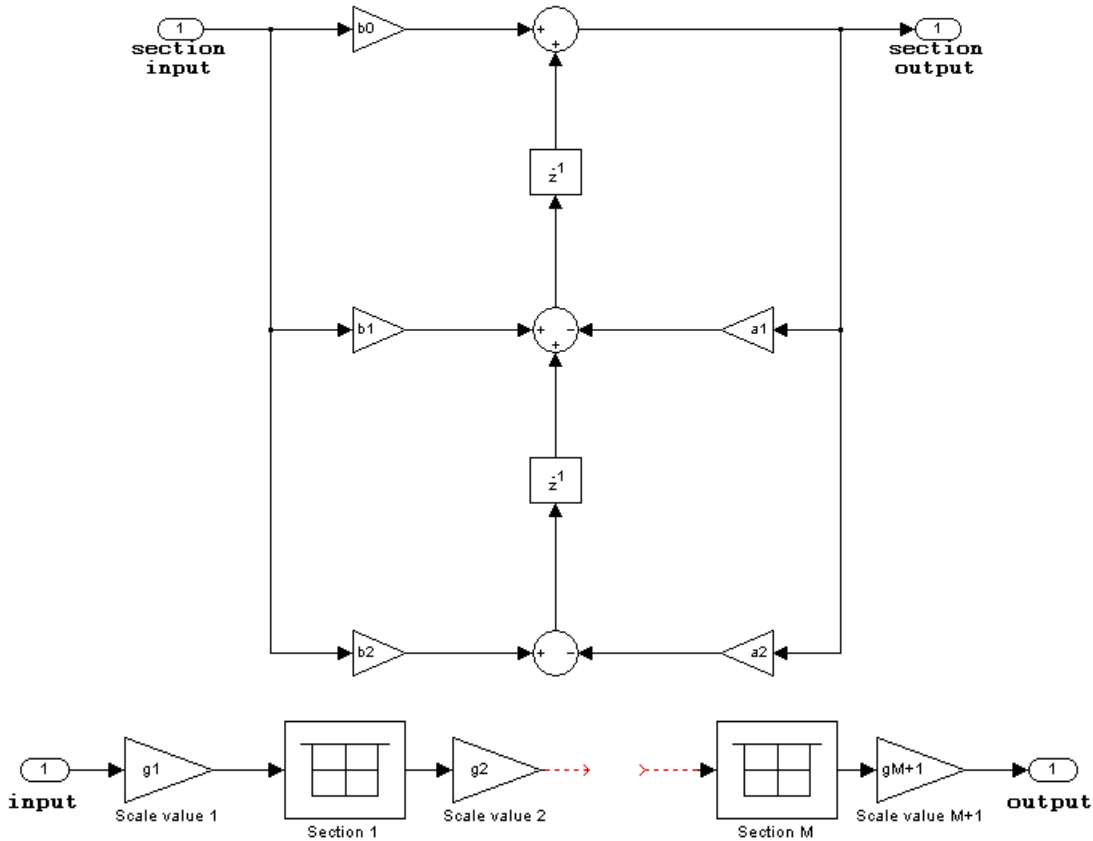 1
section
input
b0
+
+
1
section
output
z-1
b1
+
-
+
a1
z-1
b2
+
-
a2
1
input
g1
Scale value 1
Section 1
g2
Scale value 2
Section M
gM+1
Scale value M+1
1
output